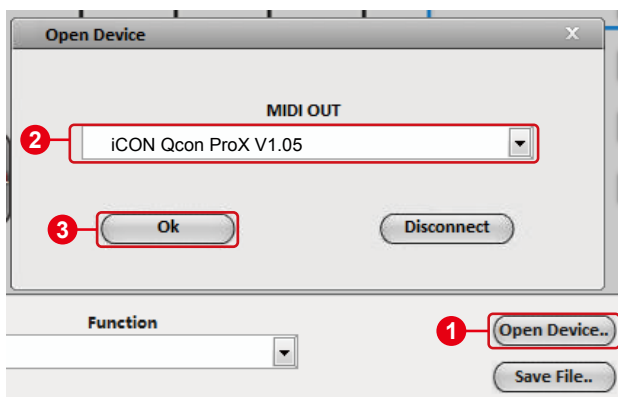 Open Device
X
MIDI OUT
2
iCON Qcon ProX V1.05
3
Ok
Disconnect
Function
1
Open Device..
Save File..